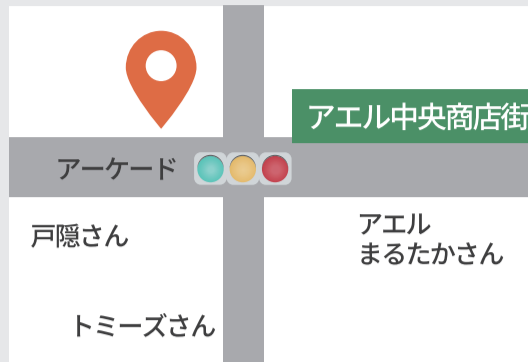 アエル中央商店街
アーケード
戸隠さん
アエル
まるたかさん
トミーズさん